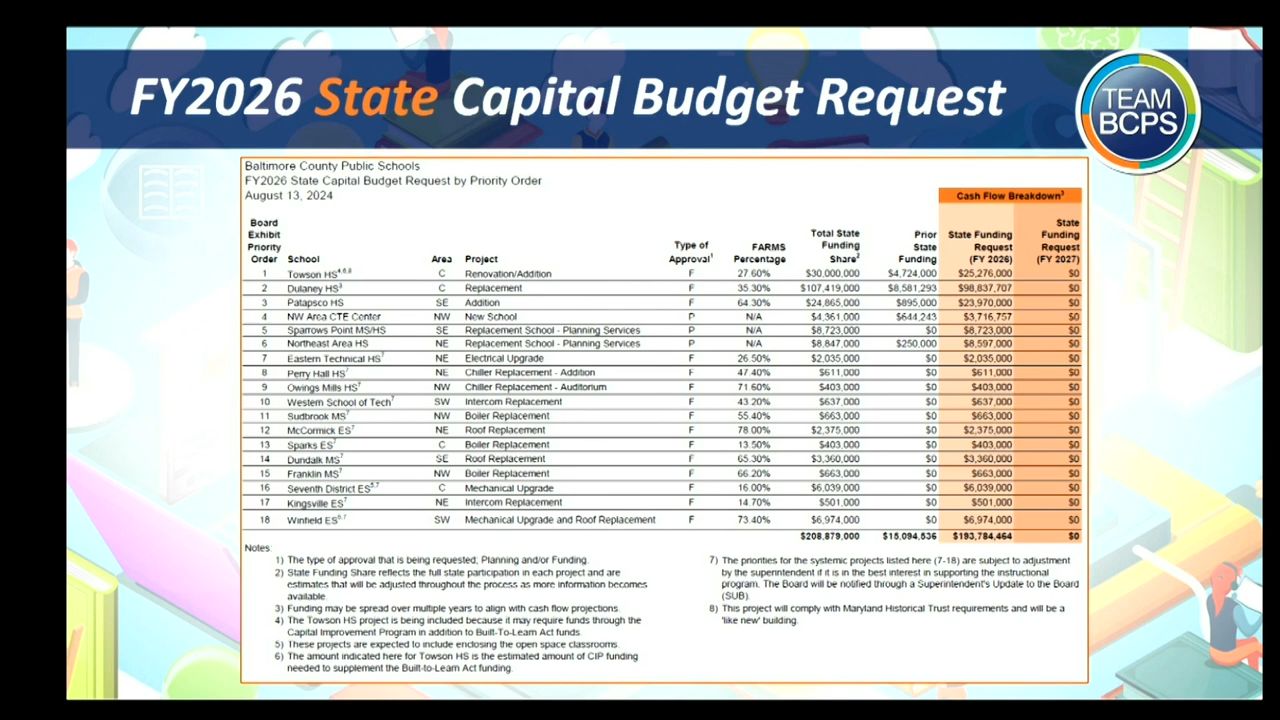 FY2026 State Capital Budget Request
TEAM
BCPS
Baltimore County Public Schools
FY2026 State Capital Budget Request by Priority Order
August 13, 2024
Cash Flow Breakdown³
Board Exhibit Priority Order School Area Project Type of Approval¹ FARMS Percentage Total State Funding Share² Prior State Funding State Funding Request (FY 2026) State Funding Request (FY 2027)
1 Towson HS⁴,⁶,⁸ C Renovation/Addition F 27.60% $30,000,000 $4,724,000 $25,276,000 $0
2 Dulaney HS³ C Replacement F 35.30% $107,419,000 $8,581,293 $98,837,707 $0
3 Patapsco HS SE Addition F 64.30% $24,865,000 $895,000 $23,970,000 $0
4 NW Area CTE Center NW New School P N/A $4,361,000 $644,243 $3,716,757 $0
5 Sparrows Point MS/HS SE Replacement School - Planning Services P N/A $8,723,000 $0 $8,723,000 $0
6 Northeast Area HS NE Replacement School - Planning Services P N/A $8,847,000 $250,000 $8,597,000 $0
7 Eastern Technical HS⁷ NE Electrical Upgrade F 26.50% $2,035,000 $0 $2,035,000 $0
8 Perry Hall HS⁷ NE Chiller Replacement - Addition F 47.40% $611,000 $0 $611,000 $0
9 Owings Mills HS⁷ NW Chiller Replacement - Auditorium F 71.60% $403,000 $0 $403,000 $0
10 Western School of Tech⁷ SW Intercom Replacement F 43.20% $637,000 $0 $637,000 $0
11 Sudbrook MS⁷ NW Boiler Replacement F 55.40% $663,000 $0 $663,000 $0
12 McCormick ES⁷ NE Roof Replacement F 78.00% $2,375,000 $0 $2,375,000 $0
13 Sparks ES⁷ C Boiler Replacement F 13.50% $403,000 $0 $403,000 $0
14 Dundalk MS⁷ SE Roof Replacement F 65.30% $3,360,000 $0 $3,360,000 $0
15 Franklin MS⁷ NW Boiler Replacement F 66.20% $663,000 $0 $663,000 $0
16 Seventh District ES⁵,⁷ C Mechanical Upgrade F 16.00% $6,039,000 $0 $6,039,000 $0
17 Kingsville ES⁷ NE Intercom Replacement F 14.70% $501,000 $0 $501,000 $0
18 Winfield ES⁶,⁷ SW Mechanical Upgrade and Roof Replacement F 73.40% $6,974,000 $0 $6,974,000 $0
$208,879,000 $15,094,536 $193,784,464 $0
Notes:
1) The type of approval that is being requested; Planning and/or Funding.
2) State Funding Share reflects the full state participation in each project and are
estimates that will be adjusted throughout the process as more information becomes
available.
3) Funding may be spread over multiple years to align with cash flow projections.
4) The Towson HS project is being included because it may require funds through the
Capital Improvement Program in addition to Built-To-Learn Act funds.
5) These projects are expected to include enclosing the open space classrooms.
6) The amount indicated here for Towson HS is the estimated amount of CIP funding
needed to supplement the Built-to-Learn Act funding.
7) The priorities for the systemic projects listed here (7-18) are subject to adjustment
by the superintendent if it is in the best interest in supporting the instructional
program. The Board will be notified through a Superintendent's Update to the Board
(SUB).
8) This project will comply with Maryland Historical Trust requirements and will be a
'like new' building.